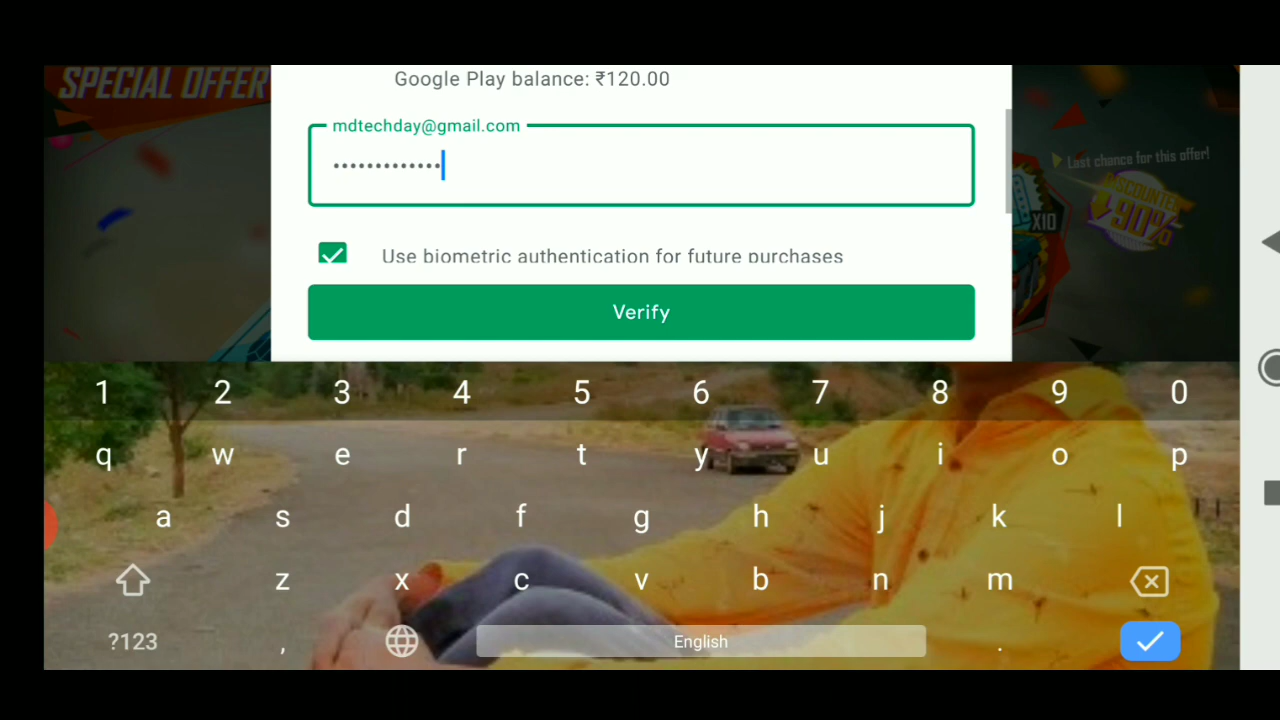 SPECIAL OFFER
Google Play balance: ₹120.00
mdtechday@gmail.com
•••••••••••••
Last chance for this offer!
DISCOUNTED
90%
X10
Use biometric authentication for future purchases
Verify
1 2 3 4 5 6 7 8 9 0
q w e r t y u i o p
a s d f g h j k l
z x c v b n m
?123 , English .